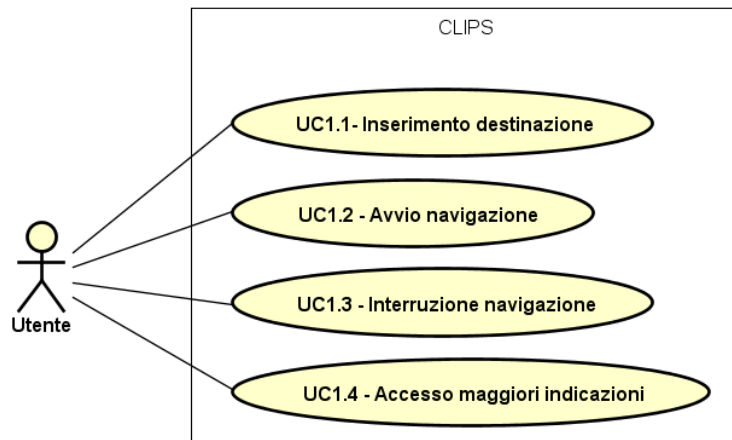 CLIPS
UC1.1- Inserimento destinazione
UC1.2 - Avvio navigazione
UC1.3 - Interruzione navigazione
UC1.4 - Accesso maggiori indicazioni
Utente